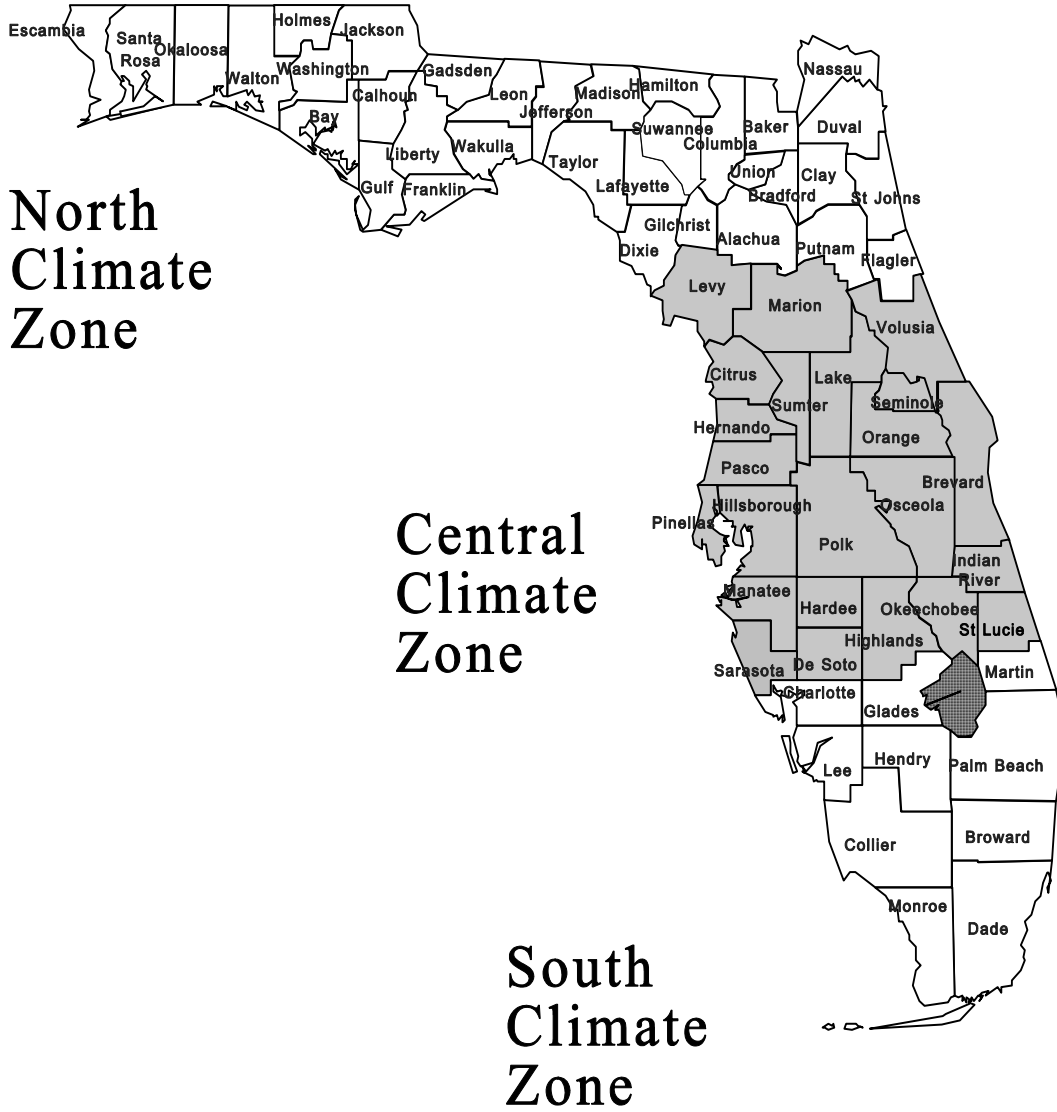 Holmes
Jackson
Escambia
Santa
Rosa
Okaloosa
Walton
Washington
Gadsden
Nassau
Hamilton
Madison
Leon
Calhoun
Jefferson
Bay
Baker
Duval
Suwannee
Columbia
Wakulla
Liberty
Taylor
Union
Clay
Gulf
Franklin
Lafayette
Bradford
St Johns
North
Climate
Zone
Gilchrist
Alachua
Putnam
Dixie
Flagler
Levy
Marion
Volusia
Citrus
Lake
Sumter
Seminole
Hernando
Orange
Pasco
Brevard
Hillsborough
Osceola
Pinellas
Polk
Central
Climate
Zone
Indian
River
Manatee
Hardee
Okeechobee
St Lucie
Highlands
Sarasota
De Soto
Martin
Charlotte
Glades
Hendry
Palm Beach
Lee
Collier
Broward
Monroe
Dade
South
Climate
Zone